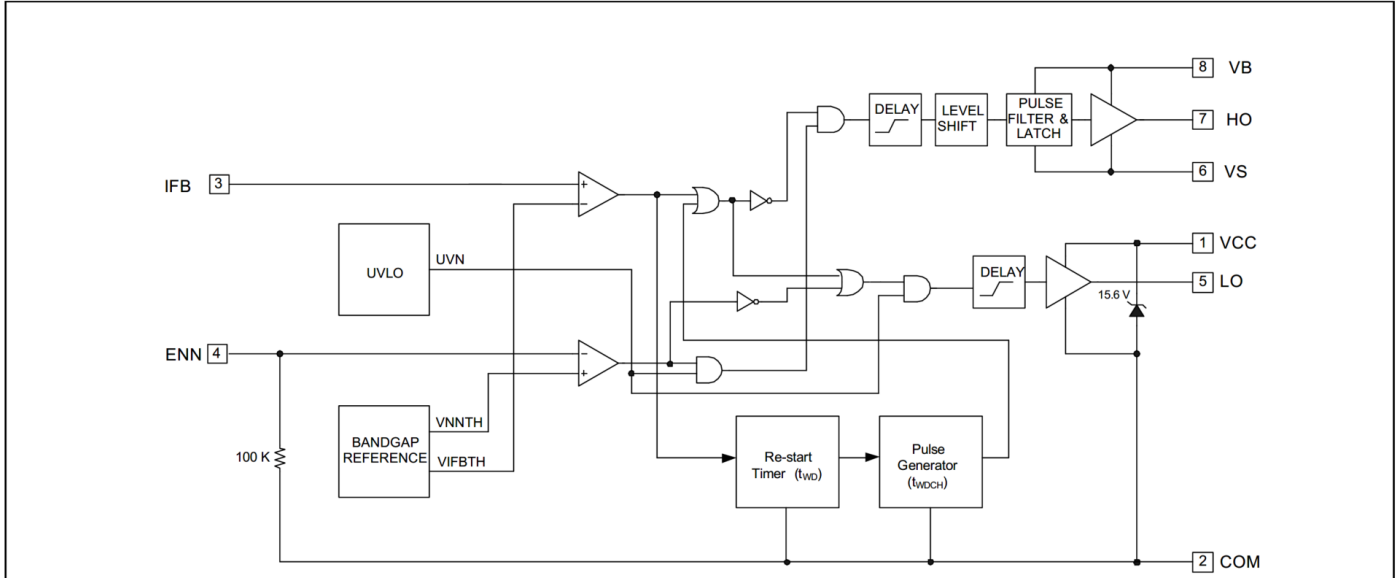 8 VB
DELAY
LEVEL
SHIFT
PULSE
FILTER &
LATCH
7 HO
IFB 3
+
−
6 VS
UVLO
UVN
1 VCC
DELAY
5 LO
15.6 V
ENN 4
−
+
VNNTH
BANDGAP
REFERENCE
VIFBTH
100 K
Re-start
Timer (tWD)
Pulse
Generator
(tWDCH)
2 COM